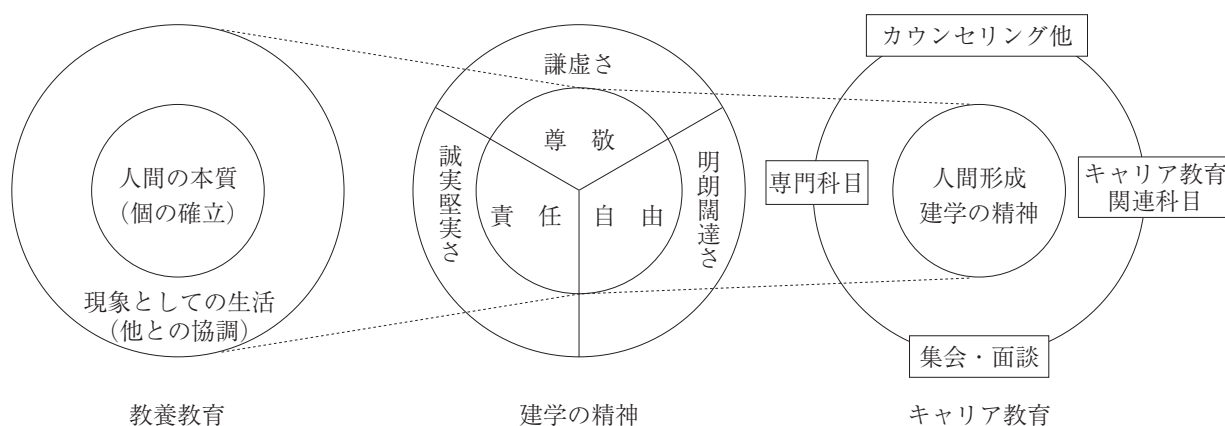 人間の本質
(個の確立)
現象としての生活
(他との協調)
教養教育
謙虚さ
尊 敬
誠実堅実さ
責 任
自 由
明朗闊達さ
建学の精神
カウンセリング他
専門科目
人間形成
建学の精神
キャリア教育
関連科目
集会・面談
キャリア教育